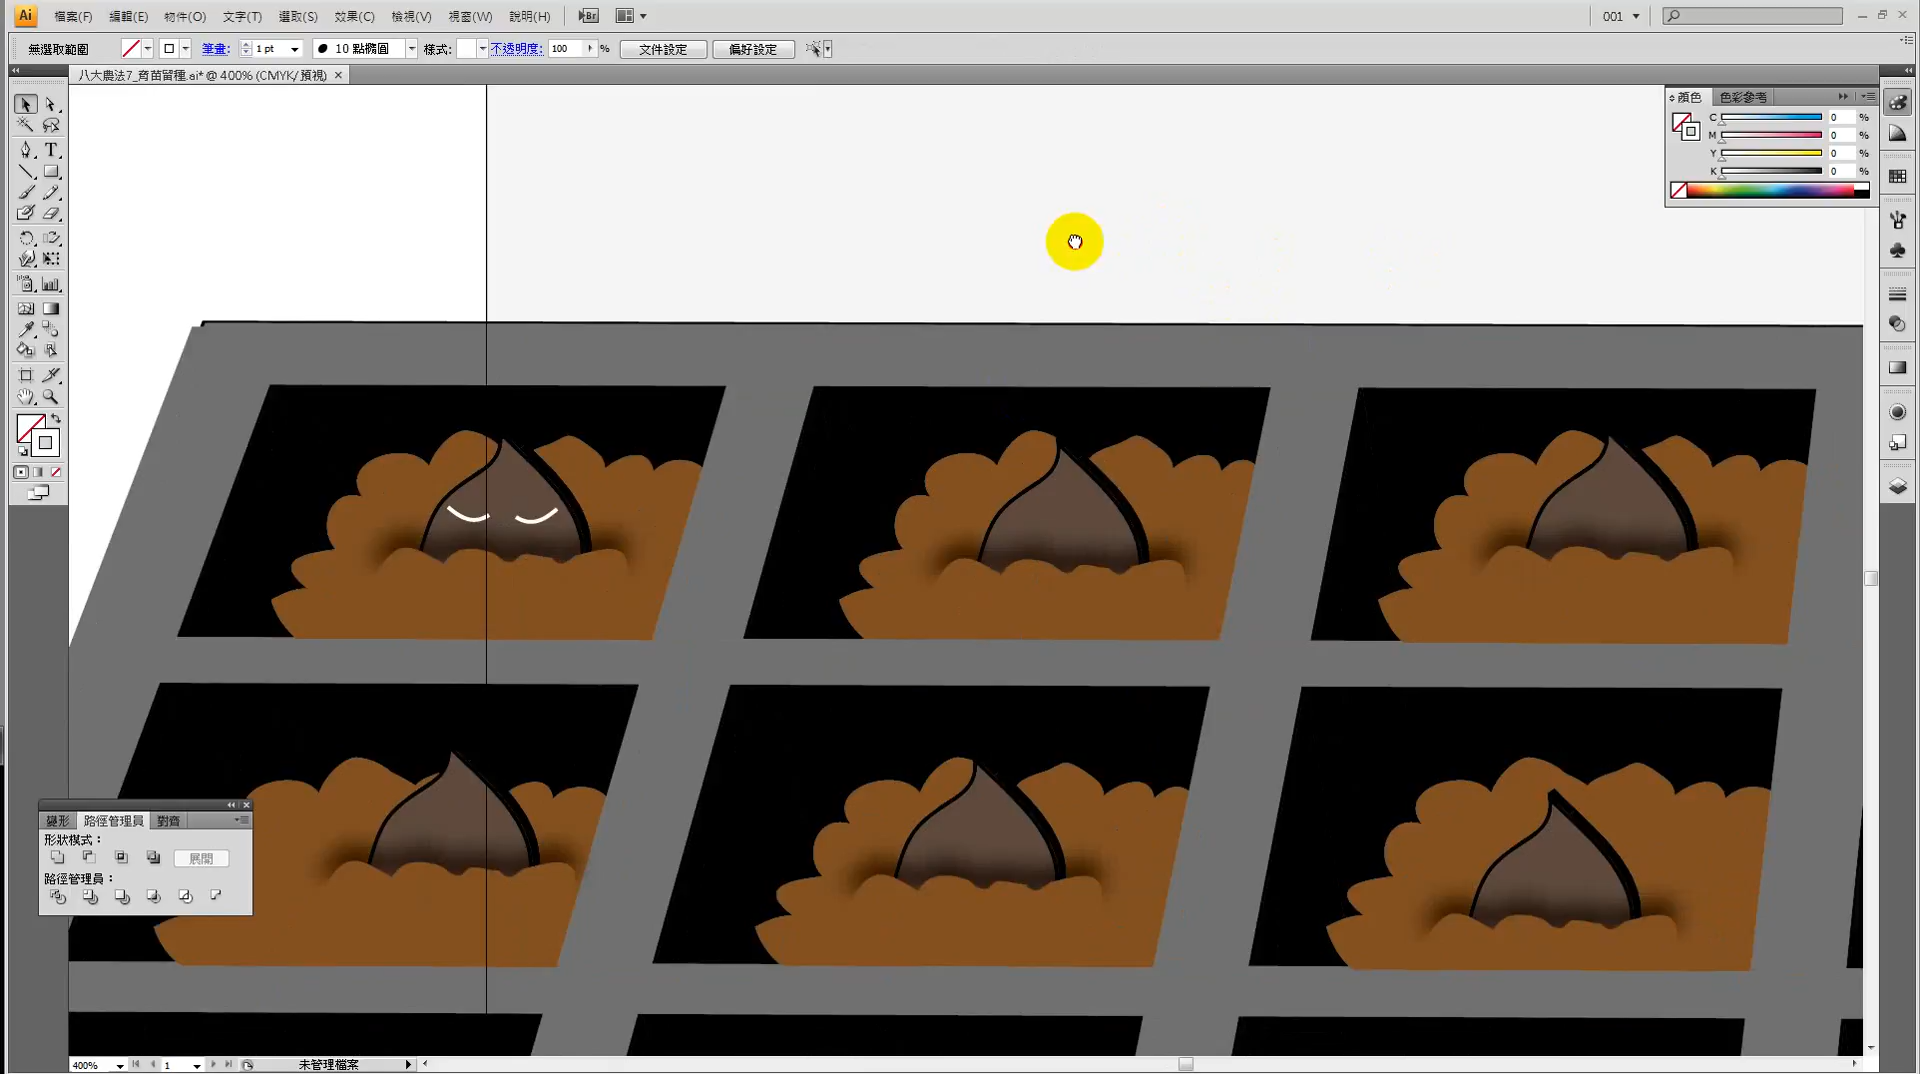 Ai 檔案(F) 編輯(E) 物件(O) 文字(T) 選取(S) 效果(C) 檢視(V) 視窗(W) 說明(H) Br 001
無選取範圍 筆畫: 1 pt 10 點橢圓 樣式: 不透明度: 100 % 文件設定 偏好設定
八大農法7_育苗留種.ai* @ 400% (CMYK/預視)
顏色 色彩參考
C 0 %
M 0 %
Y 0 %
K 0 %
變形 路徑管理員 對齊
形狀模式:
展開
路徑管理員:
400% 1 未管理檔案